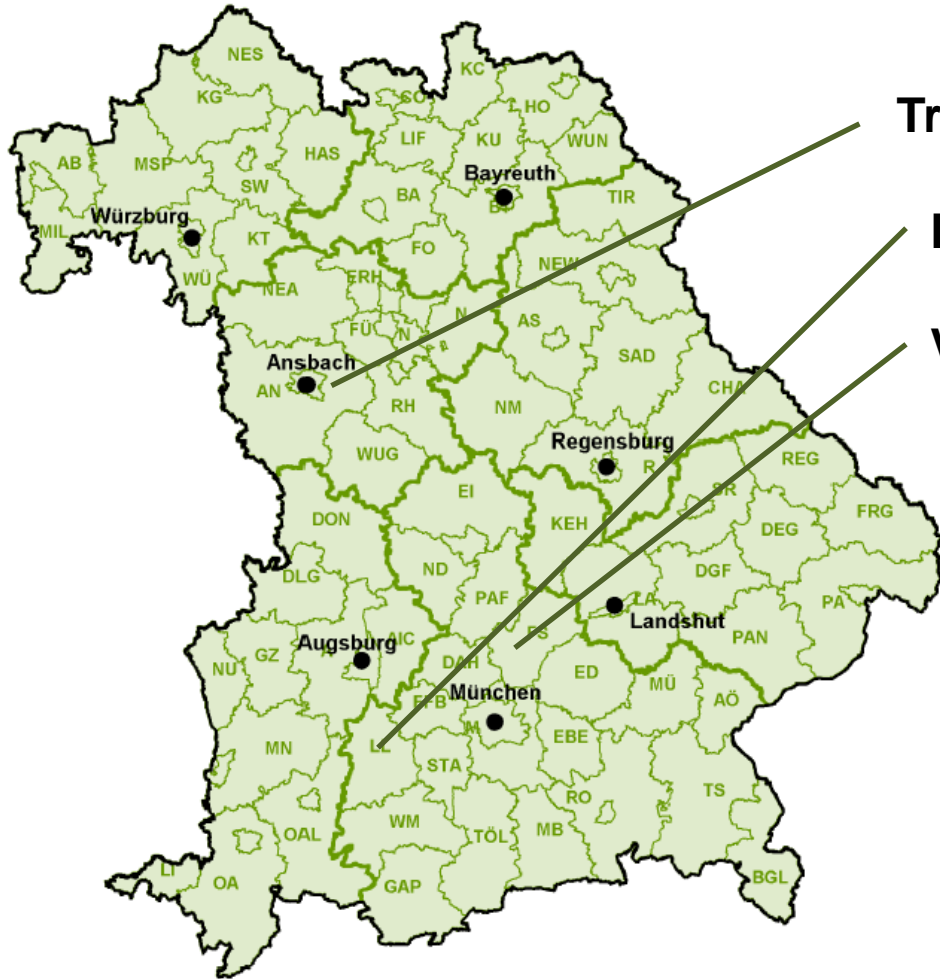 NES
KC
KG
CO
HO
LIF
KU
WUN
Tr
HAS
AB
MSP
Bayreuth
SW
BA
TIR
Würzburg
MIL
KT
FO
NEW
WÜ
ERH
NEA
N
AS
FÜ
N
SAD
Ansbach
AN
CHA
RH
NM
Regensburg
R
WUG
REG
EI
SR
FRG
DON
KEH
DEG
DLG
ND
DGF
PAF
LA
PA
Landshut
FS
PAN
Augsburg
AIC
GZ
A
NU
DAH
ED
MÜ
München
FFB
AÖ
M
LL
EBE
MN
STA
TS
RO
WM
OAL
TÖL
MB
LI
OA
GAP
BGL